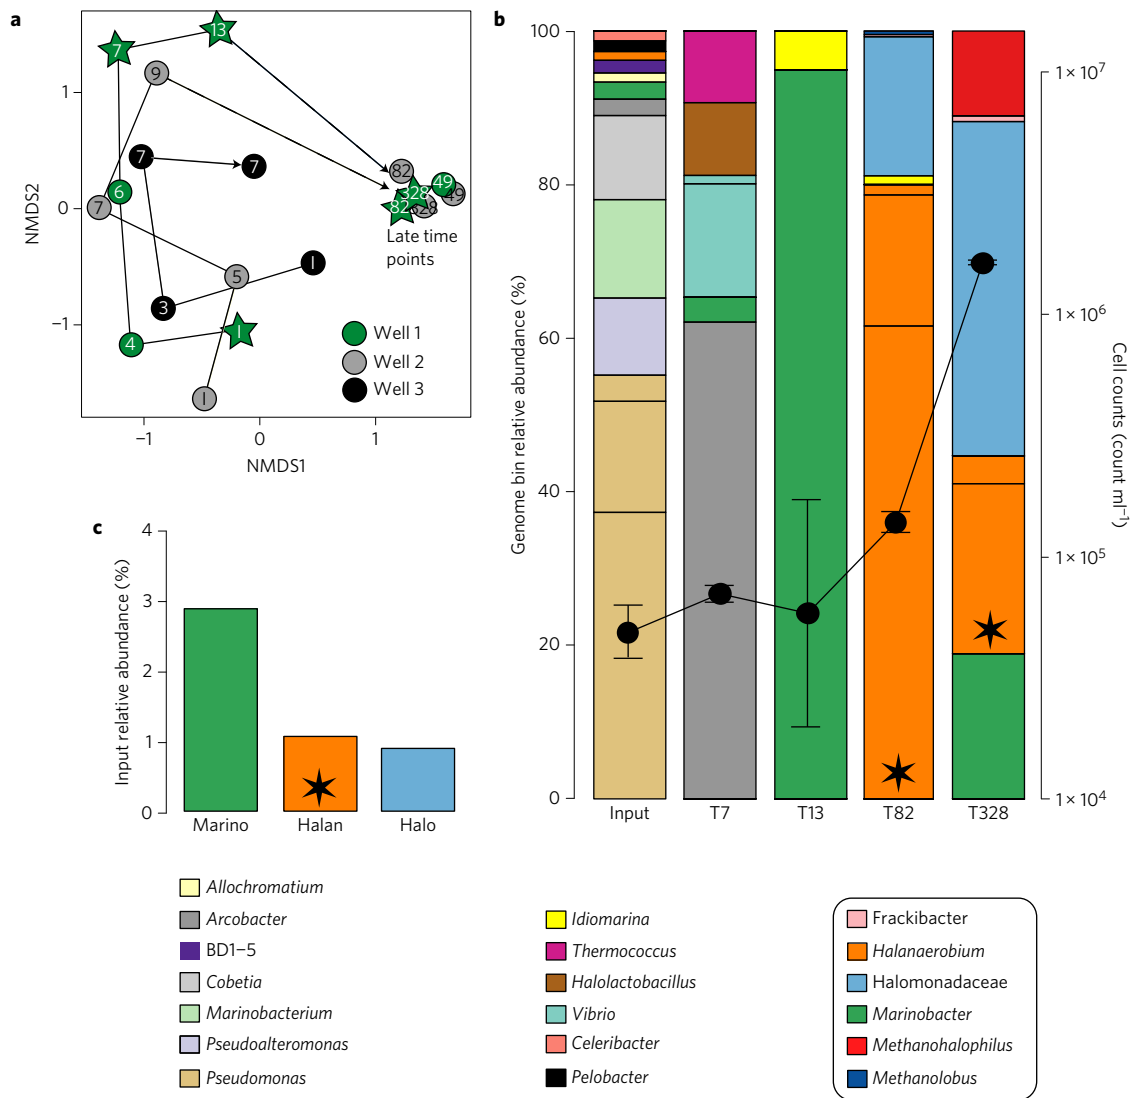 a
NMDS2
1
0
−1
−1
0
1
NMDS1
7
13
9
7
7
6
7
82
49
328
49
82
328
Late time
points
I
5
3
4
I
I
Well 1
Well 2
Well 3
b
Genome bin relative abundance (%)
100
80
60
40
20
0
Input
T7
T13
T82
T328
1 × 10⁷
1 × 10⁶
1 × 10⁵
1 × 10⁴
Cell counts (count ml⁻¹)
c
Input relative abundance (%)
4
3
2
1
0
Marino
Halan
Halo
Allochromatium
Arcobacter
BD1–5
Cobetia
Marinobacterium
Pseudoalteromonas
Pseudomonas
Idiomarina
Thermococcus
Halolactobacillus
Vibrio
Celeribacter
Pelobacter
Frackibacter
Halanaerobium
Halomonadaceae
Marinobacter
Methanohalophilus
Methanolobus